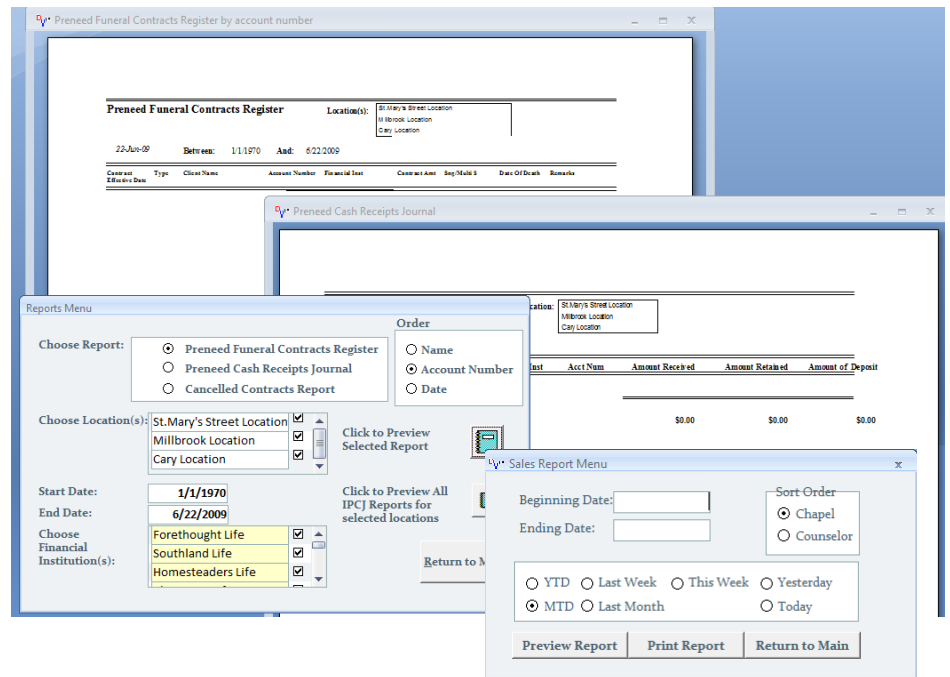 Preneed Funeral Contracts Register by account number
Preneed Funeral Contracts Register Location(s): St.Mary's Street Location
Millbrook Location
Cary Location
22-Jun-09 Between: 1/1/1970 And: 6/22/2009
Contract Effective Date Type Client Name Account Number Financial Inst Contract Amt Sng/Multi $ Date Of Death Remarks
Preneed Cash Receipts Journal
cation: St.Mary's Street Location
Millbrook Location
Cary Location
Inst Acct Num Amount Received Amount Retained Amount of Deposit
$0.00 $0.00 $0.00
Reports Menu
Choose Report:
Preneed Funeral Contracts Register
Preneed Cash Receipts Journal
Cancelled Contracts Report
Order
Name
Account Number
Date
Choose Location(s):
St.Mary's Street Location
Millbrook Location
Cary Location
Click to Preview
Selected Report
Start Date: 1/1/1970
End Date: 6/22/2009
Click to Preview All
IPCJ Reports for
selected locations
Choose
Financial
Institution(s):
Forethought Life
Southland Life
Homesteaders Life
Return to M
Sales Report Menu
Beginning Date:
Ending Date:
Sort Order
Chapel
Counselor
YTD Last Week This Week Yesterday
MTD Last Month Today
Preview Report Print Report Return to Main